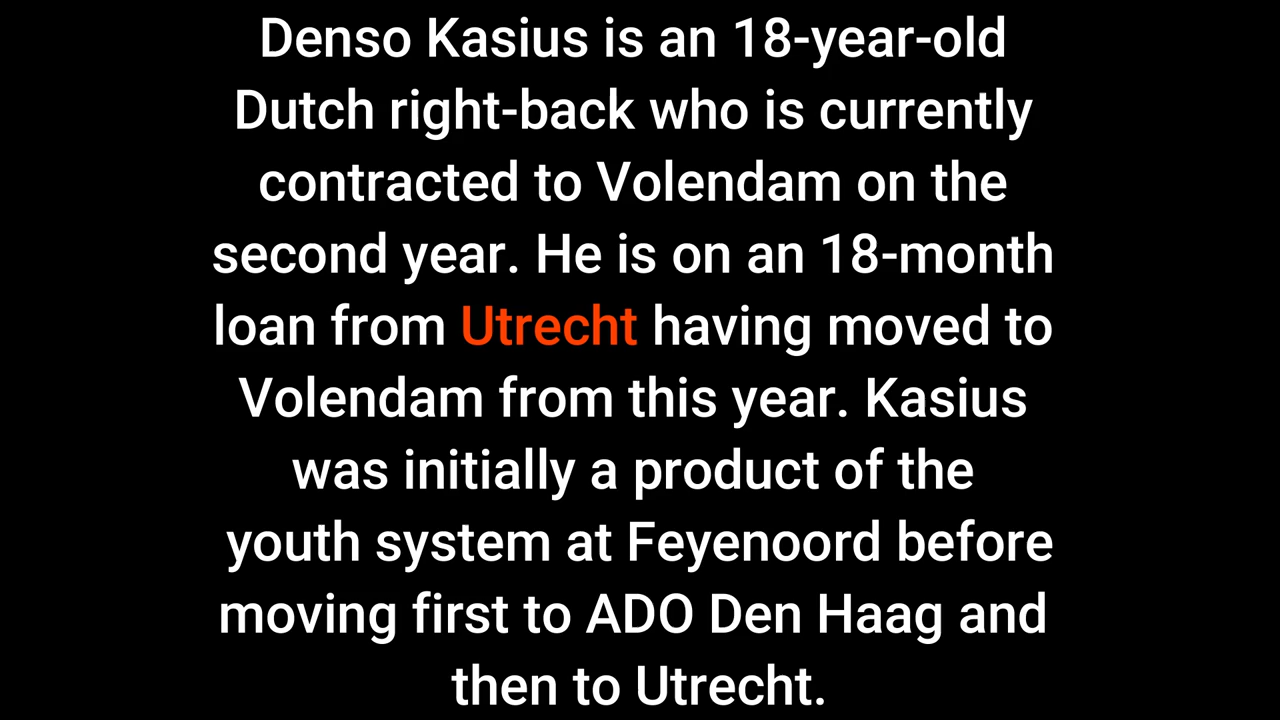 Denso Kasius is an 18-year-old
Dutch right-back who is currently
contracted to Volendam on the
second year. He is on an 18-month
loan from Utrecht having moved to
Volendam from this year. Kasius
was initially a product of the
youth system at Feyenoord before
moving first to ADO Den Haag and
then to Utrecht.